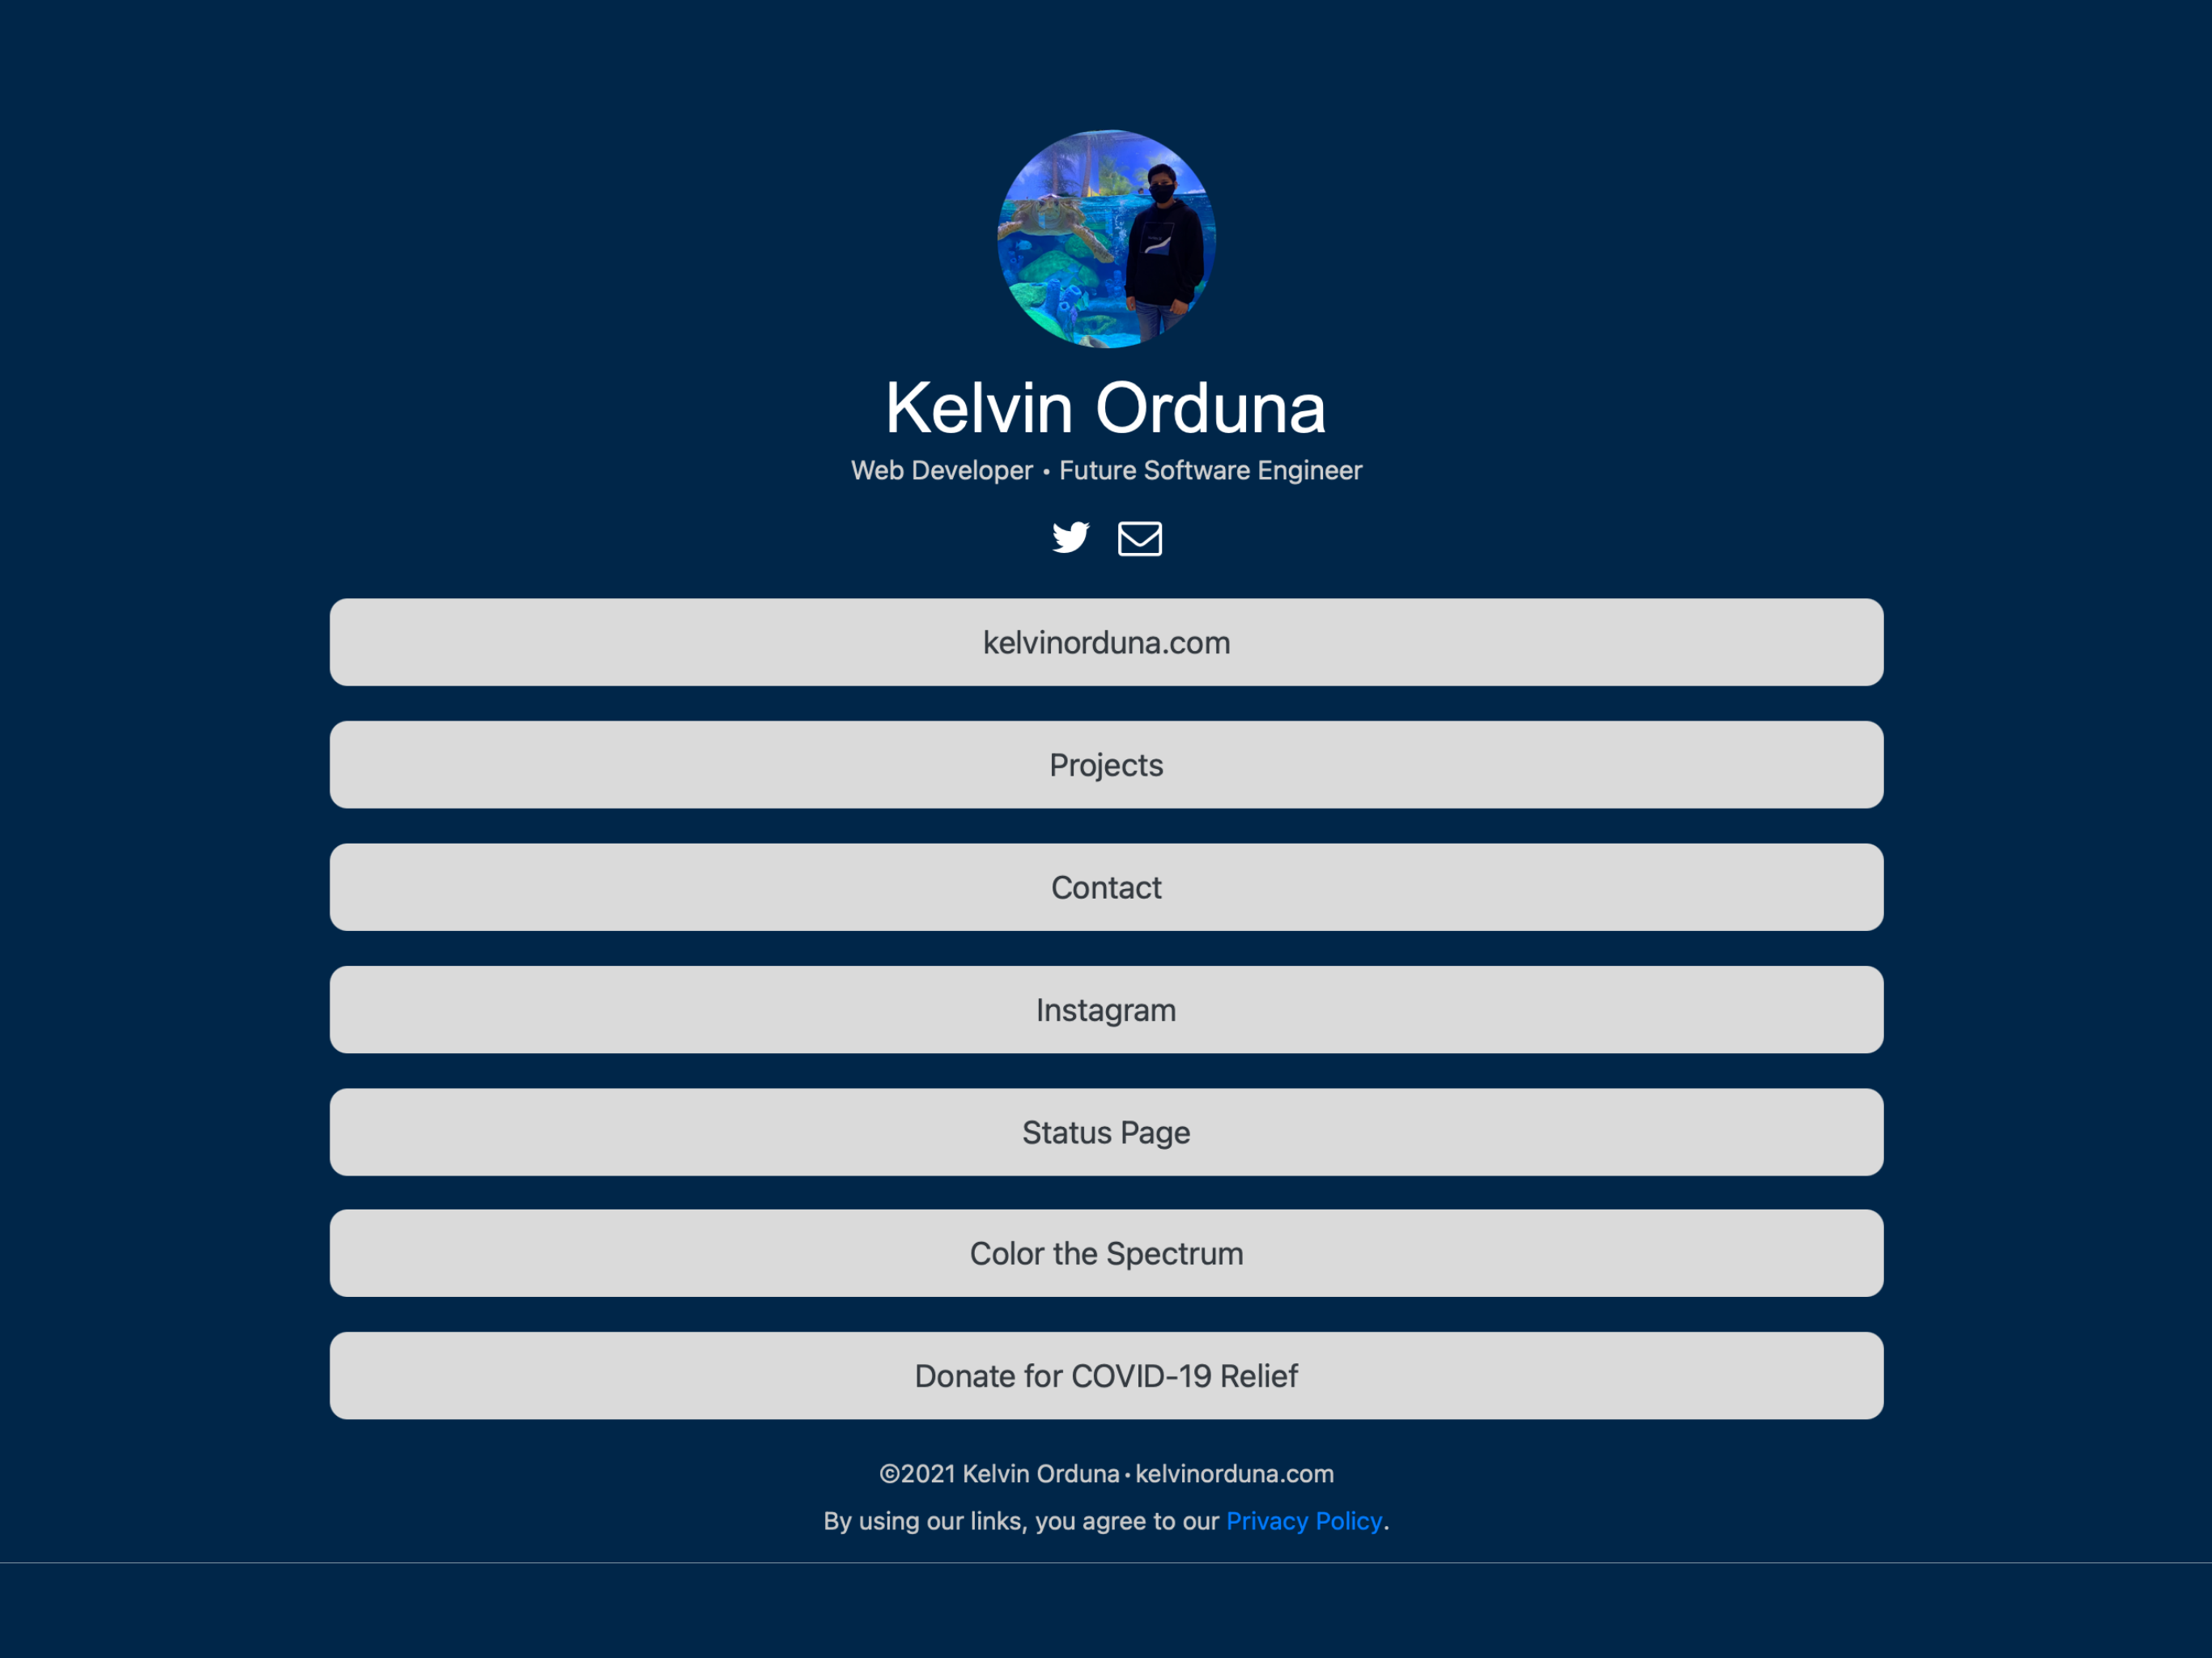 Kelvin Orduna
Web Developer • Future Software Engineer
kelvinorduna.com
Projects
Contact
Instagram
Status Page
Color the Spectrum
Donate for COVID-19 Relief
©2021 Kelvin Orduna • kelvinorduna.com
By using our links, you agree to our Privacy Policy.